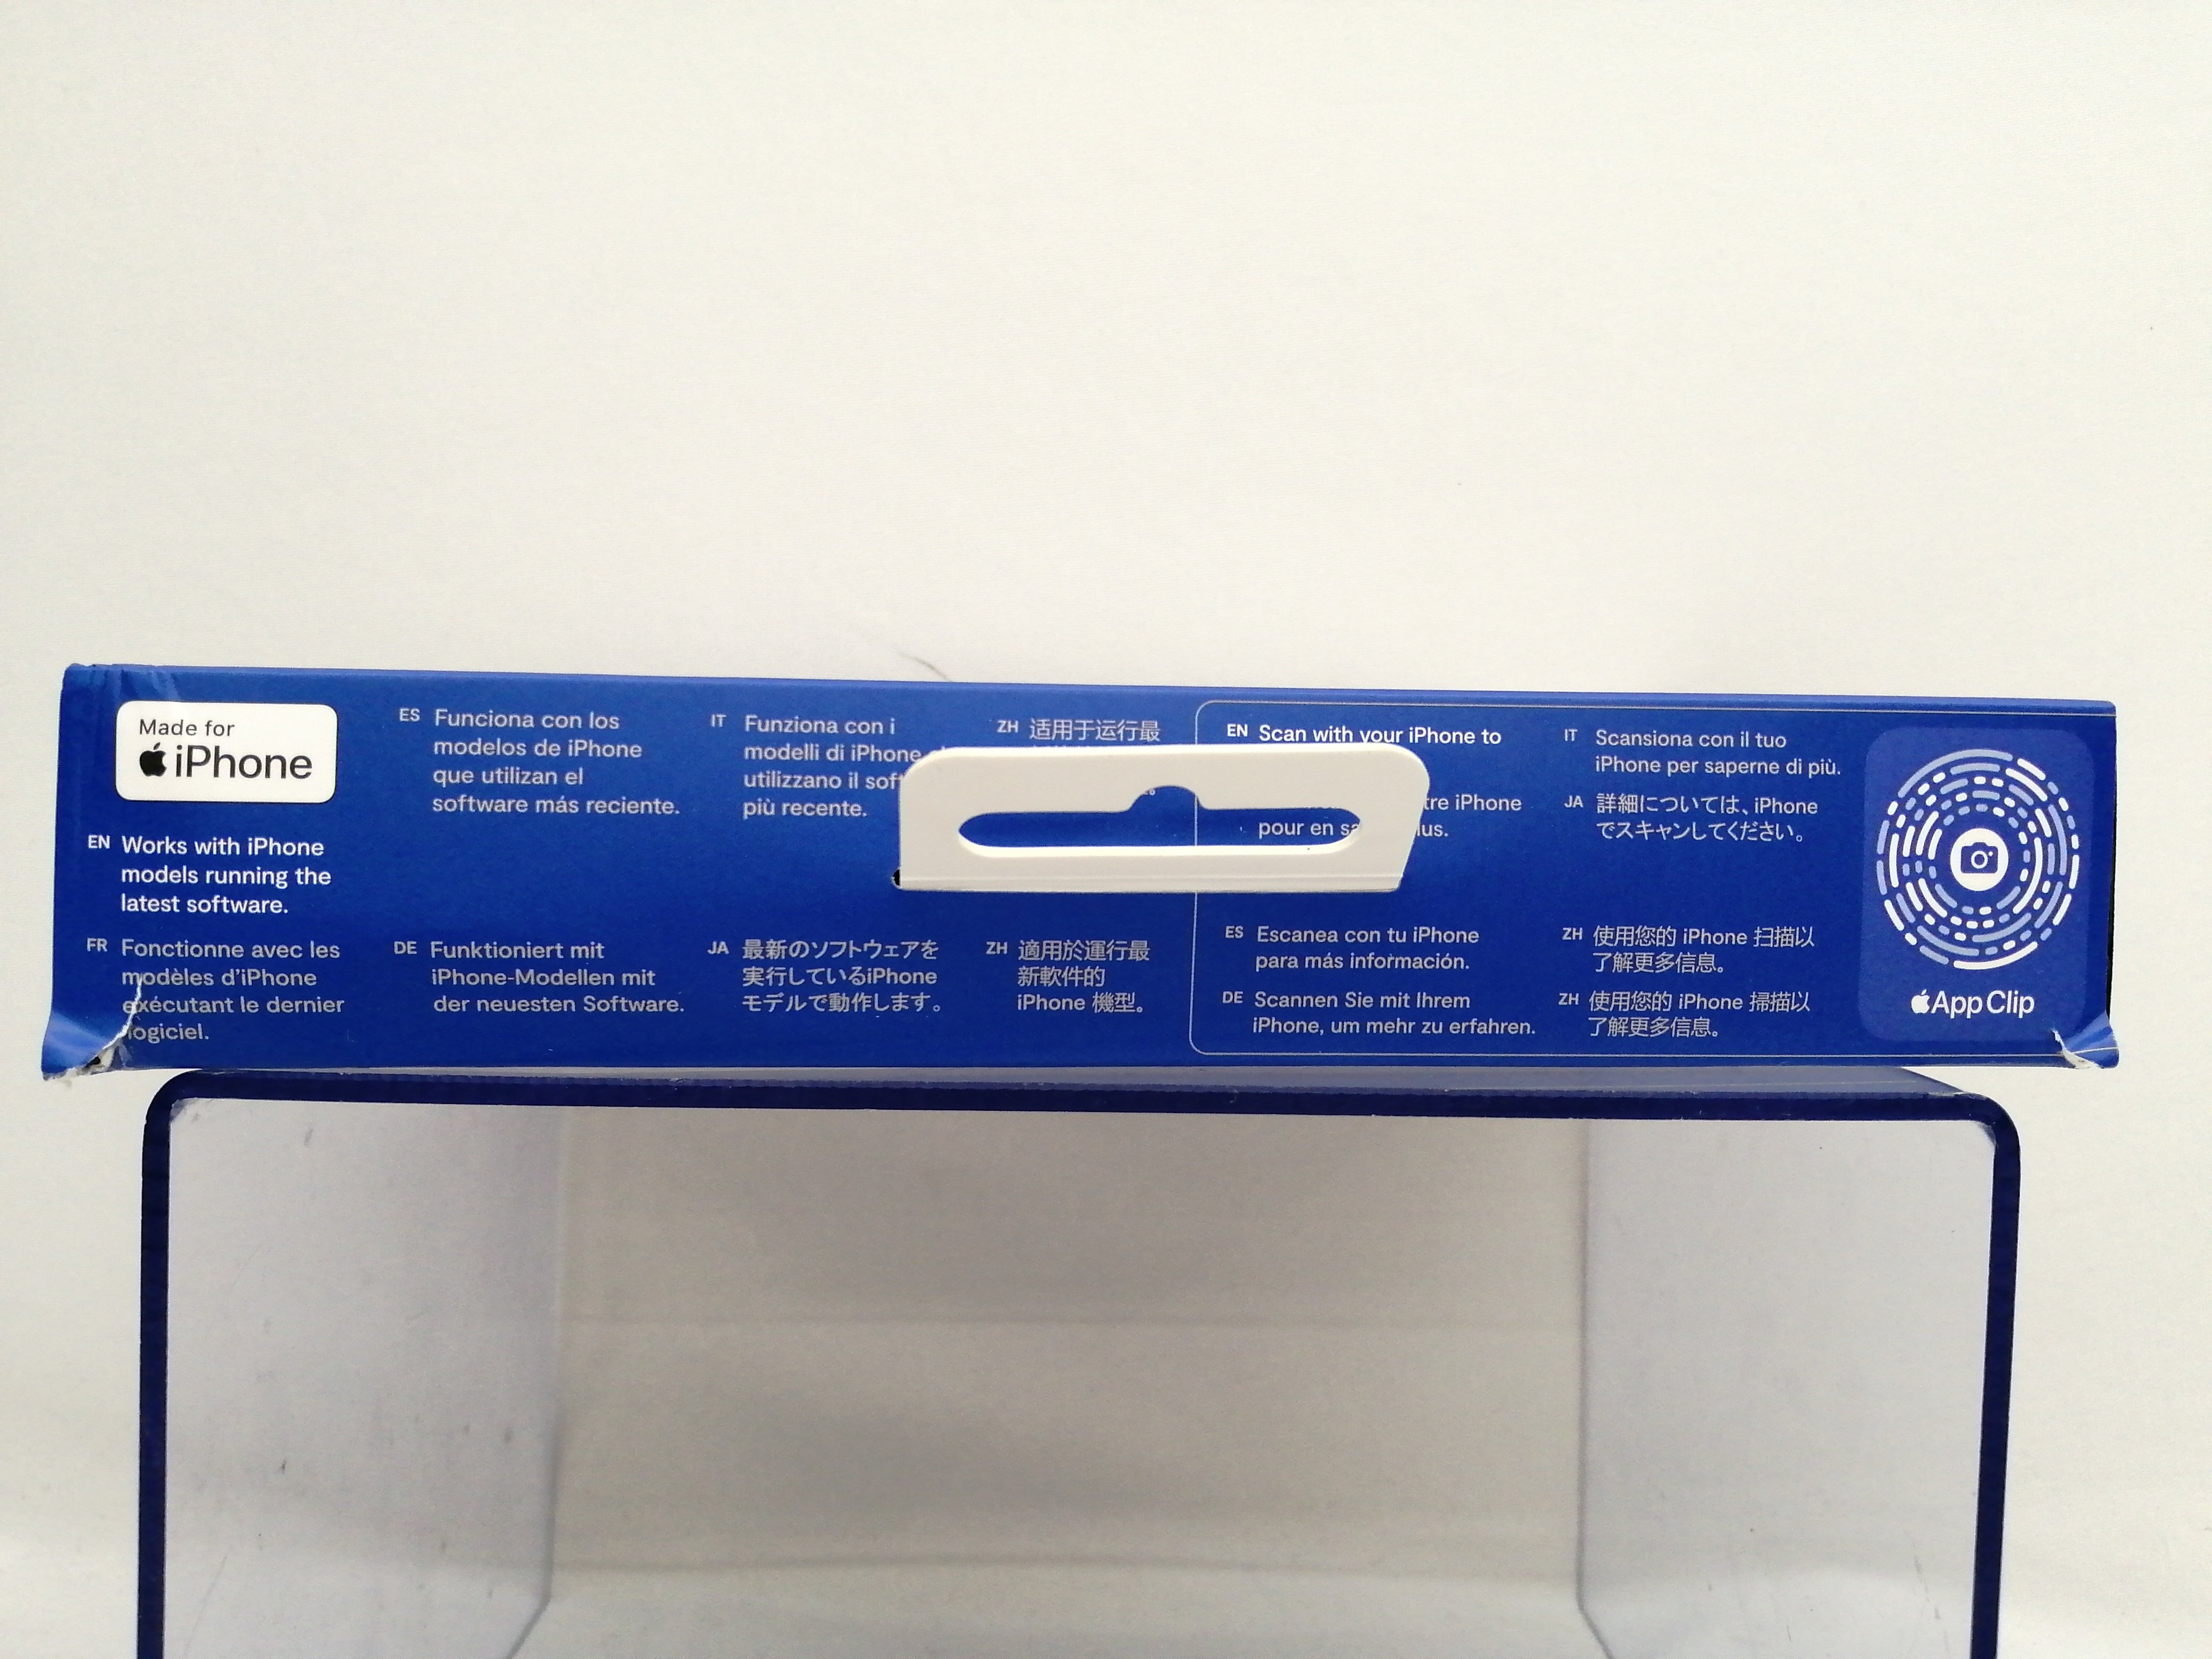 Made for
iPhone
EN Works with iPhone
models running the
latest software.
FR Fonctionne avec les
modèles d'iPhone
exécutant le dernier
logiciel.
ES Funciona con los
modelos de iPhone
que utilizan el
software más reciente.
DE Funktioniert mit
iPhone-Modellen mit
der neuesten Software.
IT Funziona con i
modelli di iPhone
utilizzano il
più recente.
JA 最新のソフトウェアを
実行しているiPhone
モデルで動作します。
ZH 适用于运行最
ZH 適用於運行最
新軟件的
iPhone 機型。
EN Scan with your iPhone to
iPhone
pour en
ES Escanea con tu iPhone
para más información.
DE Scannen Sie mit Ihrem
iPhone, um mehr zu erfahren.
IT Scansiona con il tuo
iPhone per saperne di più.
JA 詳細については、iPhone
でスキャンしてください。
ZH 使用您的 iPhone 扫描以
了解更多信息。
ZH 使用您的 iPhone 掃描以
了解更多信息。
App Clip